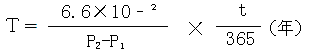 T= 6.6×10⁻² / P₂−P₁ × t / 365 (年)